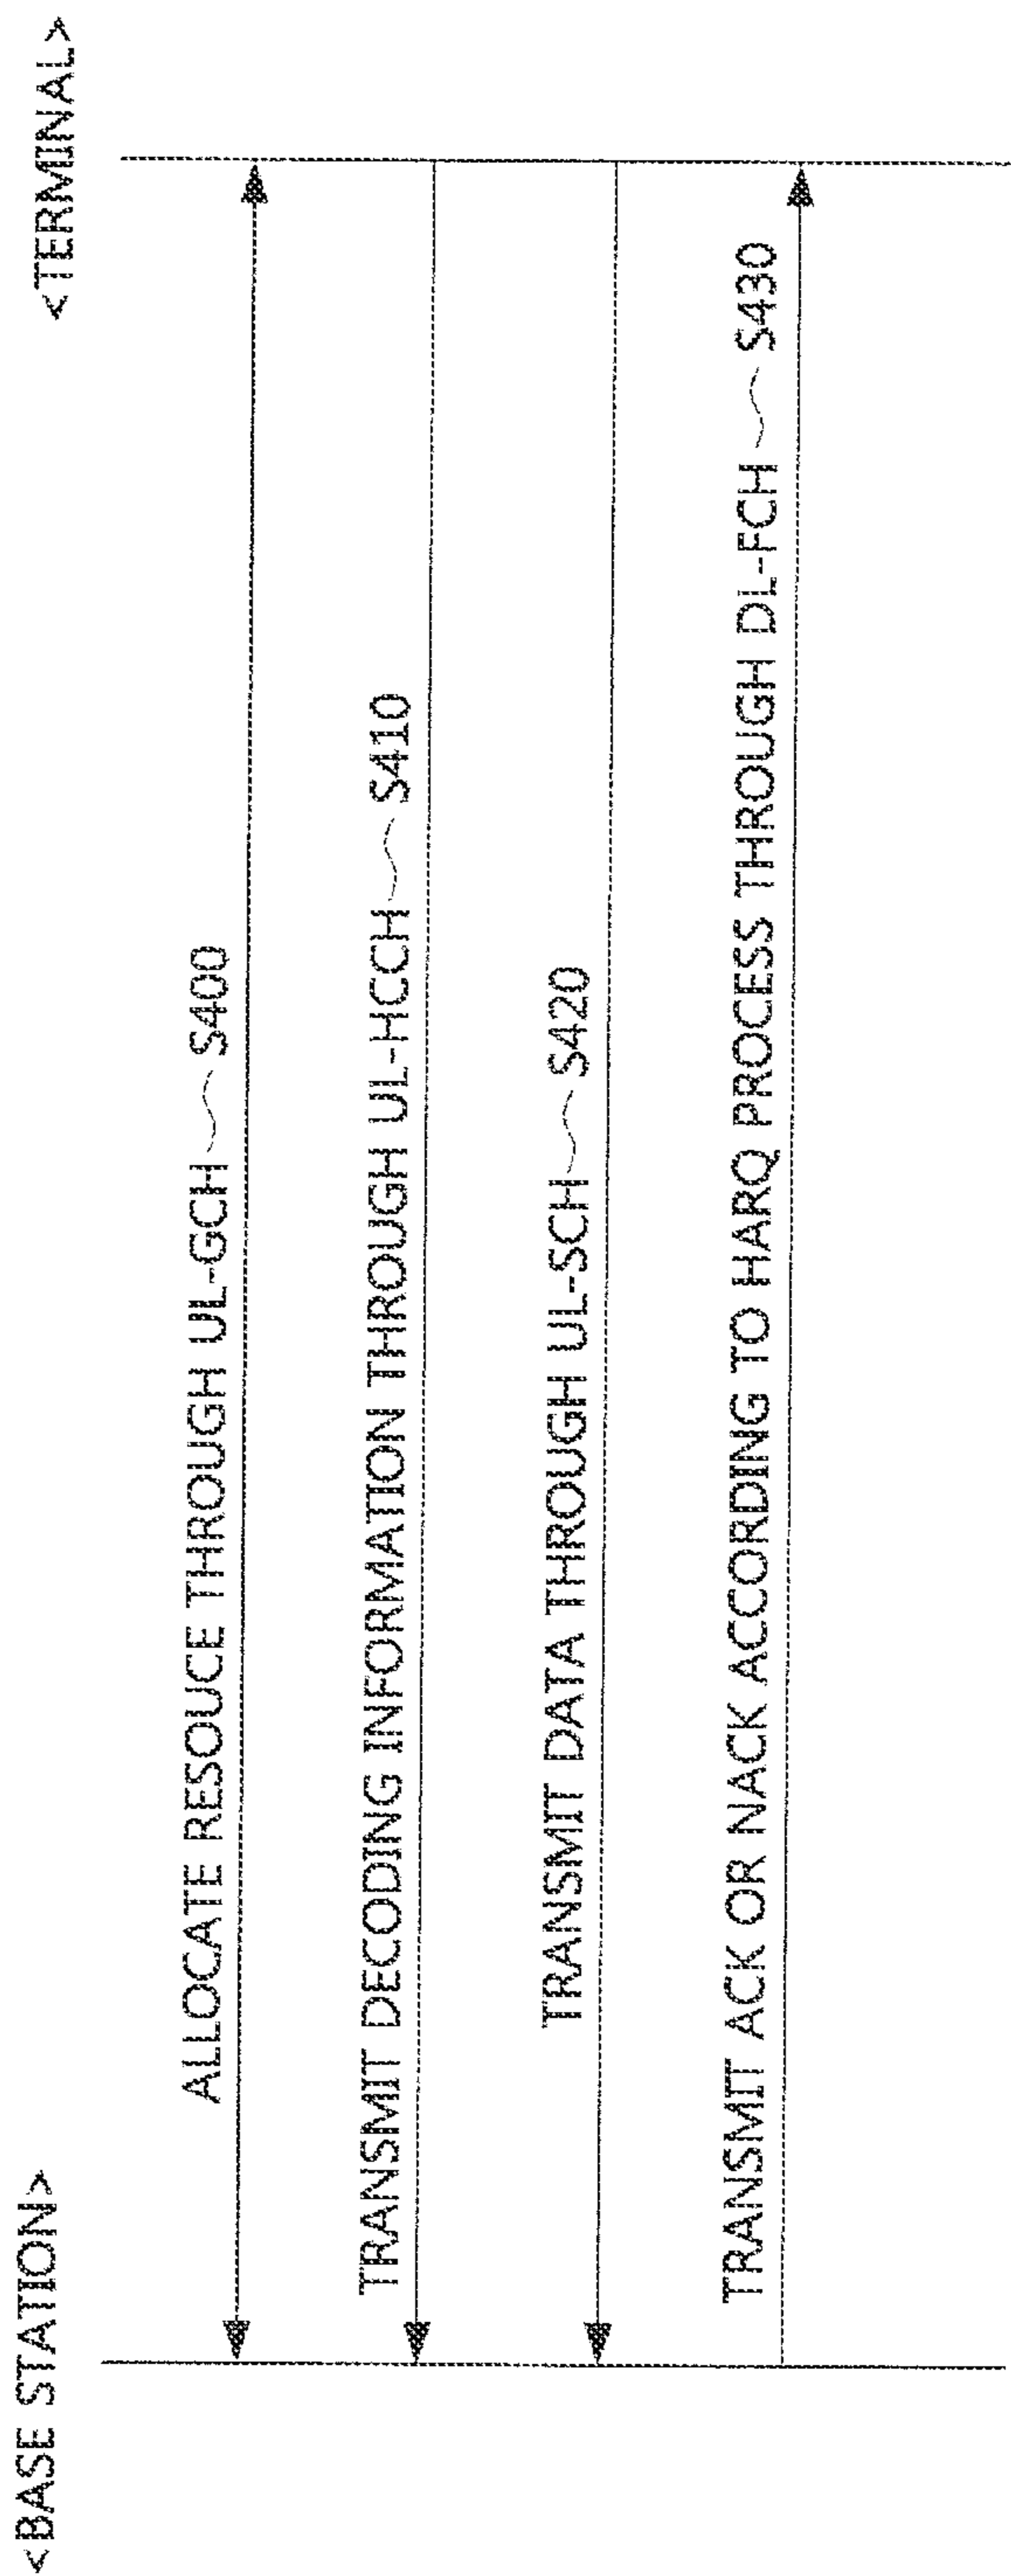 <BASE STATION>
<TERMINAL>
ALLOCATE RESOUCE THROUGH UL-GCH ~ S400
TRANSMIT DECODING INFORMATION THROUGH UL-HCCH ~ S410
TRANSMIT DATA THROUGH UL-SCH ~ S420
TRANSMIT ACK OR NACK ACCORDING TO HARQ PROCESS THROUGH DL-FCH ~ S430